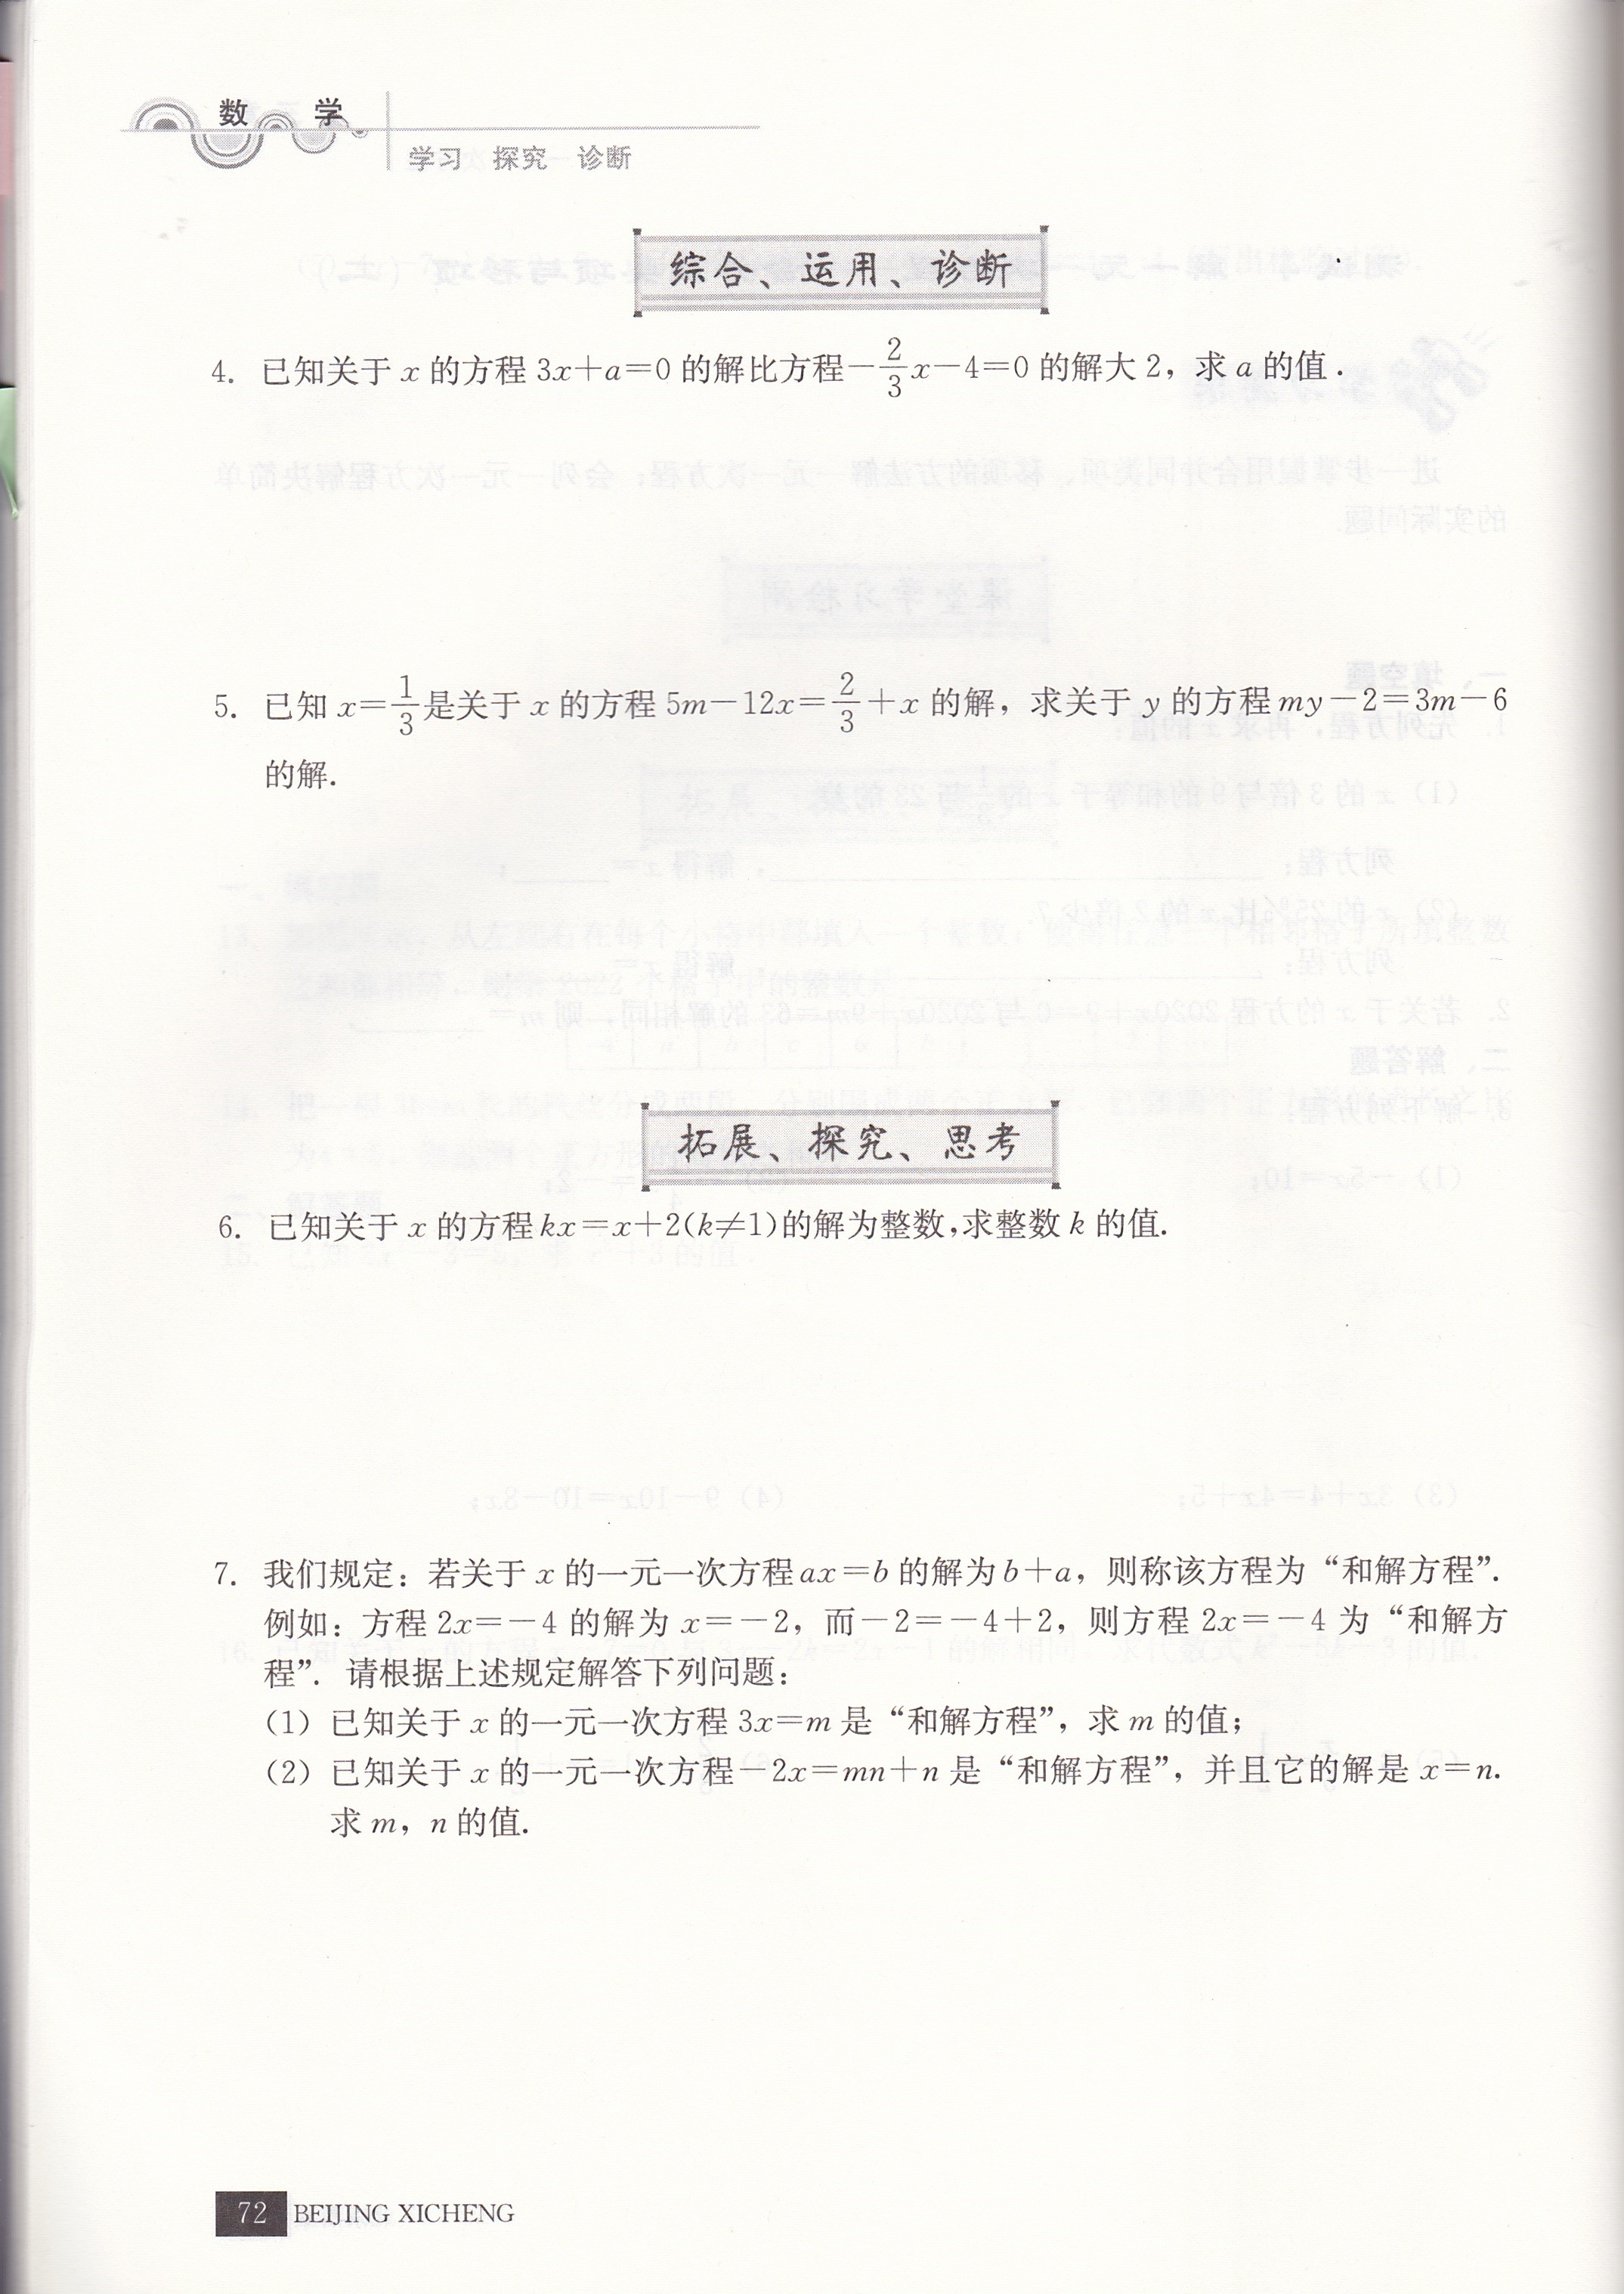 数 学
学习 探究 诊断
综合、运用、诊断
4. 已知关于 x 的方程 3x+a=0 的解比方程-\frac{2}{3}x-4=0 的解大 2，求 a 的值.
5. 已知 x=\frac{1}{3}是关于 x 的方程 5m-12x=\frac{2}{3}+x 的解，求关于 y 的方程 my-2=3m-6
的解.
拓展、探究、思考
6. 已知关于 x 的方程 kx=x+2(k≠1)的解为整数,求整数 k 的值.
7. 我们规定：若关于 x 的一元一次方程 ax=b 的解为 b+a，则称该方程为“和解方程”.
例如：方程 2x=-4 的解为 x=-2，而-2=-4+2，则方程 2x=-4 为“和解方
程”. 请根据上述规定解答下列问题：
(1) 已知关于 x 的一元一次方程 3x=m 是“和解方程”，求 m 的值；
(2) 已知关于 x 的一元一次方程-2x=mn+n 是“和解方程”，并且它的解是 x=n.
求 m，n 的值.
72 BEIJING XICHENG